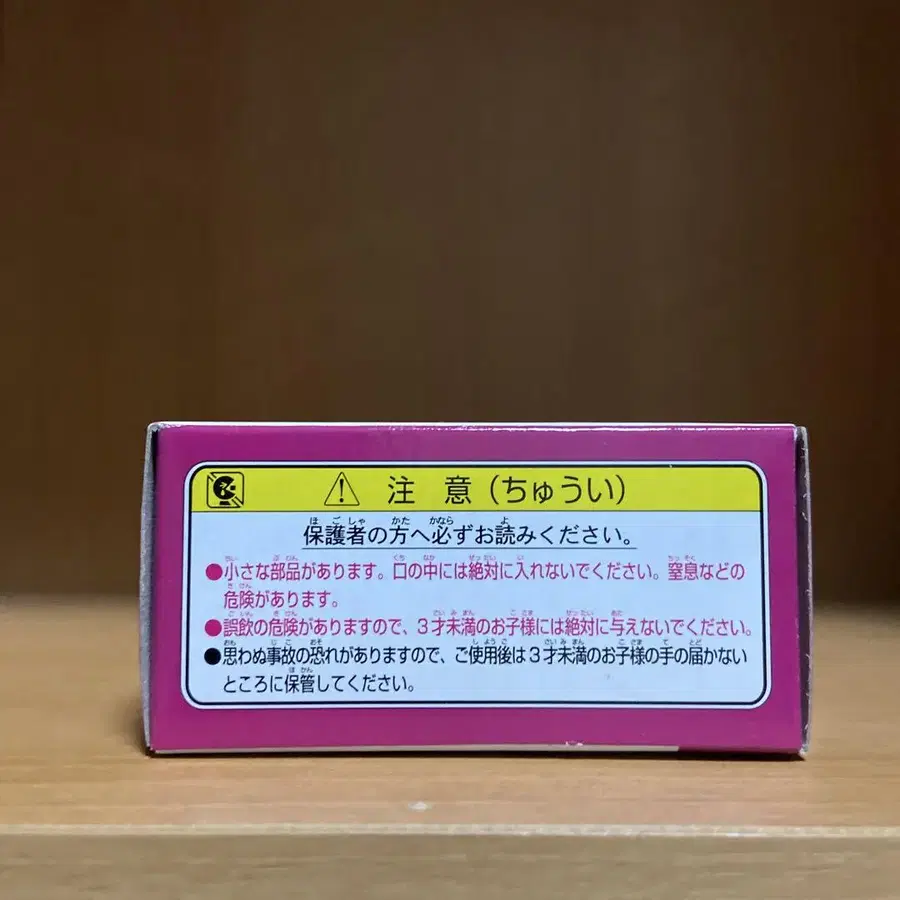 注 意（ちゅうい）
保護者の方へ必ずお読みください。
●小さな部品があります。口の中には絶対に入れないでください。窒息などの
危険があります。
●誤飲の危険がありますので、３才未満のお子様には絶対に与えないでください。
●思わぬ事故の恐れがありますので、ご使用後は３才未満のお子様の手の届かない
ところに保管してください。